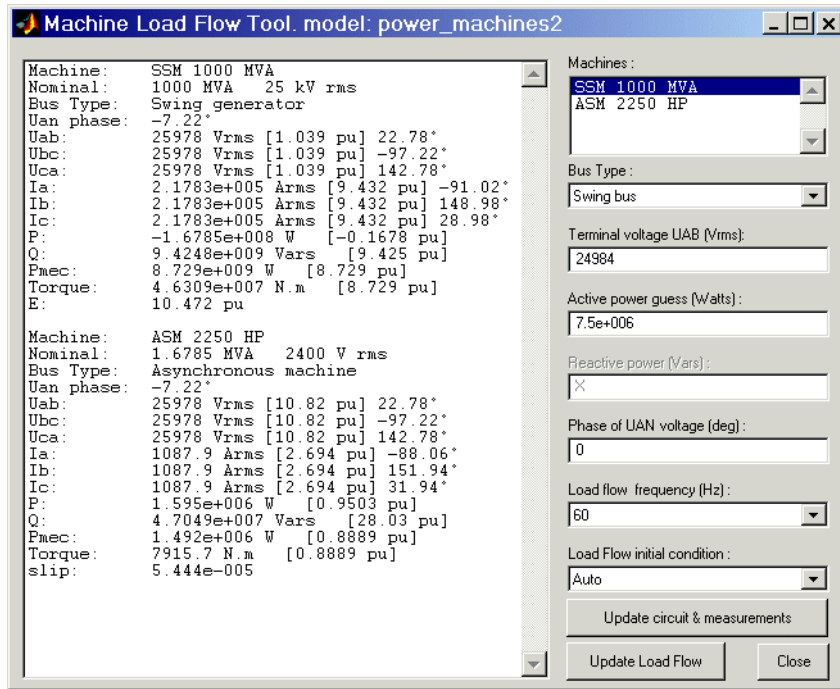 Machine Load Flow Tool. model: power_machines2
Machine: SSM 1000 MVA
Nominal: 1000 MVA 25 kV rms
Bus Type: Swing generator
Uan phase: -7.22°
Uab: 25978 Vrms [1.039 pu] 22.78°
Ubc: 25978 Vrms [1.039 pu] -97.22°
Uca: 25978 Vrms [1.039 pu] 142.78°
Ia: 2.1783e+005 Arms [9.432 pu] -91.02°
Ib: 2.1783e+005 Arms [9.432 pu] 148.98°
Ic: 2.1783e+005 Arms [9.432 pu] 28.98°
P: -1.6785e+008 W [-0.1678 pu]
Q: 9.4248e+009 Vars [9.425 pu]
Pmec: 8.729e+009 W [8.729 pu]
Torque: 4.6309e+007 N.m [8.729 pu]
E: 10.472 pu
Machine: ASM 2250 HP
Nominal: 1.6785 MVA 2400 V rms
Bus Type: Asynchronous machine
Uan phase: -7.22°
Uab: 25978 Vrms [10.82 pu] 22.78°
Ubc: 25978 Vrms [10.82 pu] -97.22°
Uca: 25978 Vrms [10.82 pu] 142.78°
Ia: 1087.9 Arms [2.694 pu] -88.06°
Ib: 1087.9 Arms [2.694 pu] 151.94°
Ic: 1087.9 Arms [2.694 pu] 31.94°
P: 1.595e+006 W [0.9503 pu]
Q: 4.7049e+007 Vars [28.03 pu]
Pmec: 1.492e+006 W [0.8889 pu]
Torque: 7915.7 N.m [0.8889 pu]
slip: 5.444e-005
Machines :
SSM 1000 MVA
ASM 2250 HP
Bus Type :
Swing bus
Terminal voltage UAB (Vrms):
24984
Active power guess (Watts) :
7.5e+006
Reactive power (Vars) :
X
Phase of UAN voltage (deg) :
0
Load flow frequency (Hz) :
60
Load Flow initial condition :
Auto
Update circuit & measurements
Update Load Flow
Close